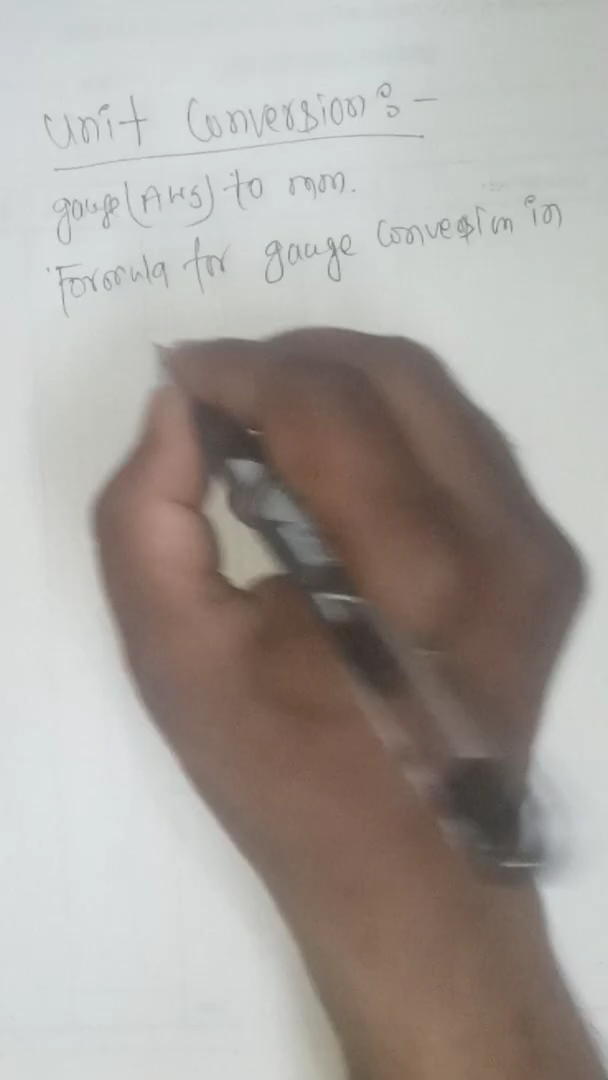 Unit Conversion :-
gauge (AWG) to mm.
Formula for gauge conversion in